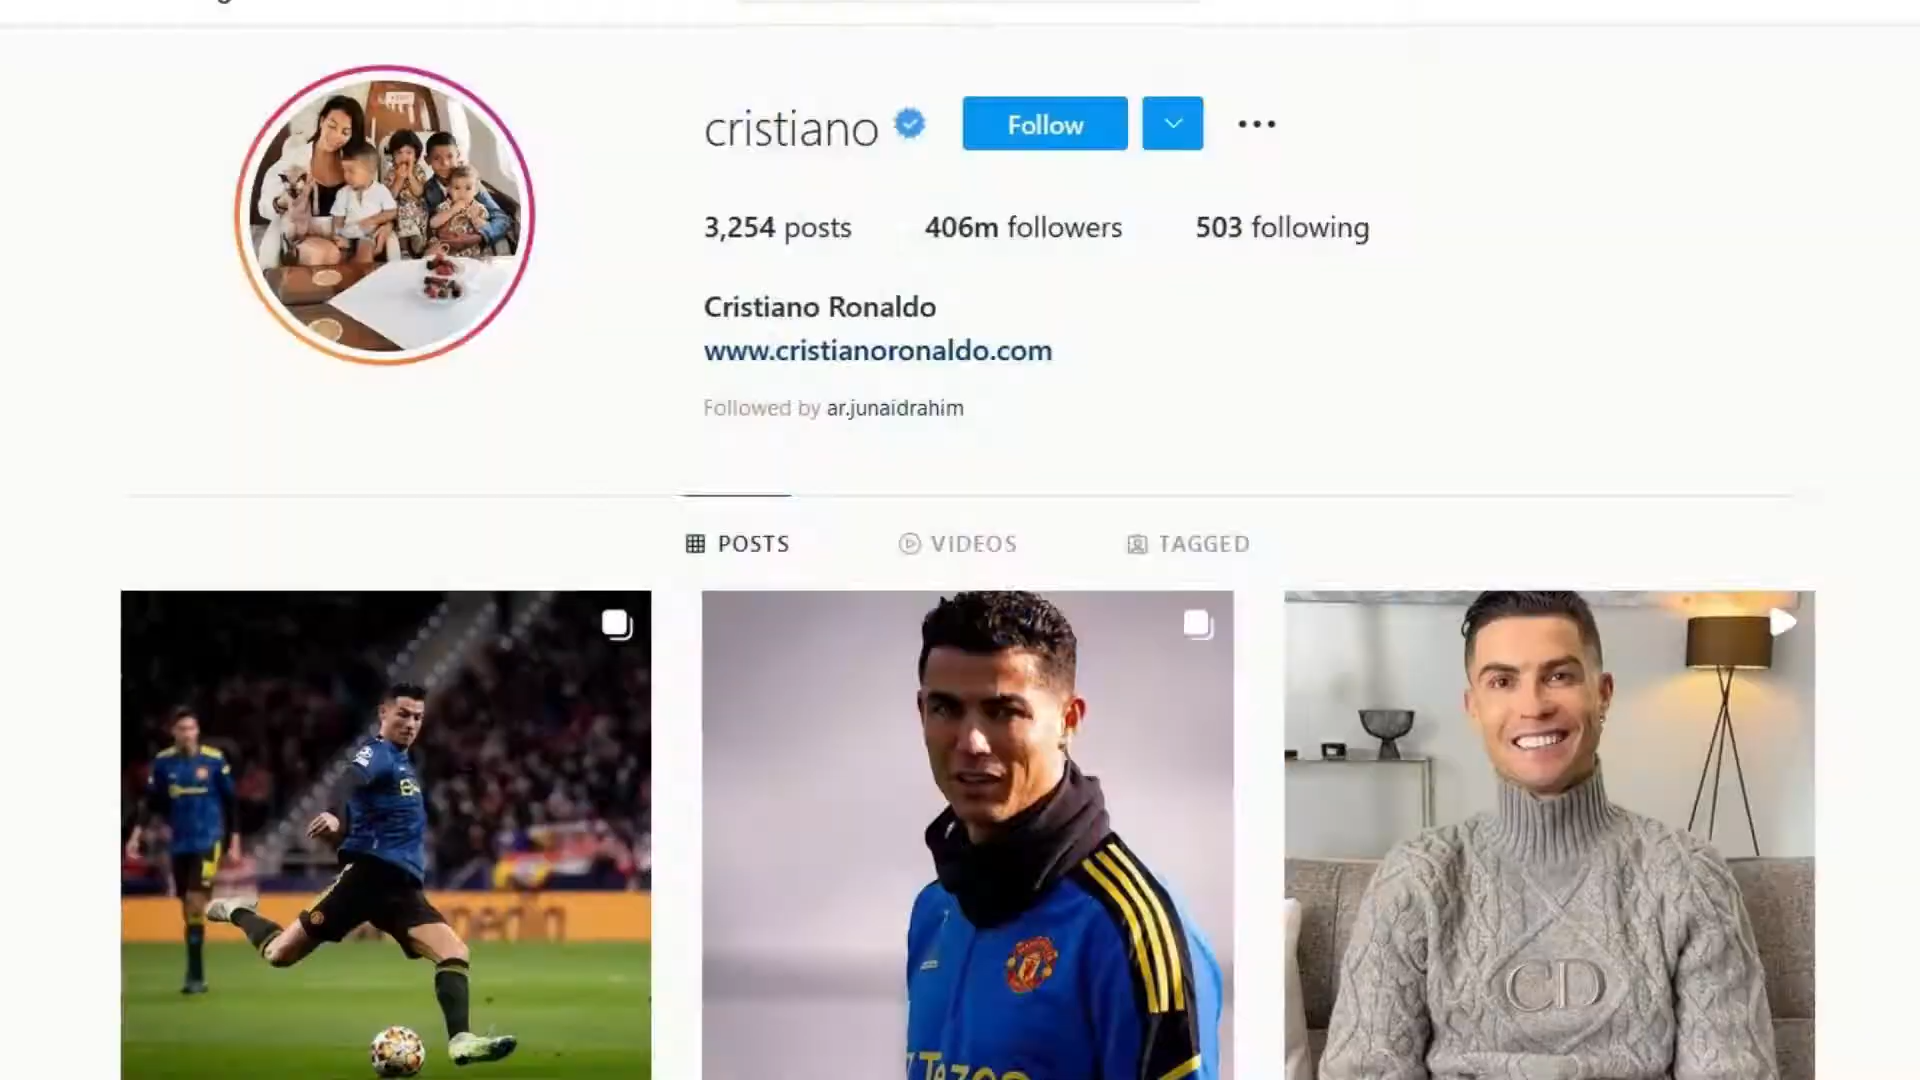 cristiano
Follow
3,254 posts 406m followers 503 following
Cristiano Ronaldo
www.cristianoronaldo.com
Followed by ar.junaidrahim
POSTS VIDEOS TAGGED
CD